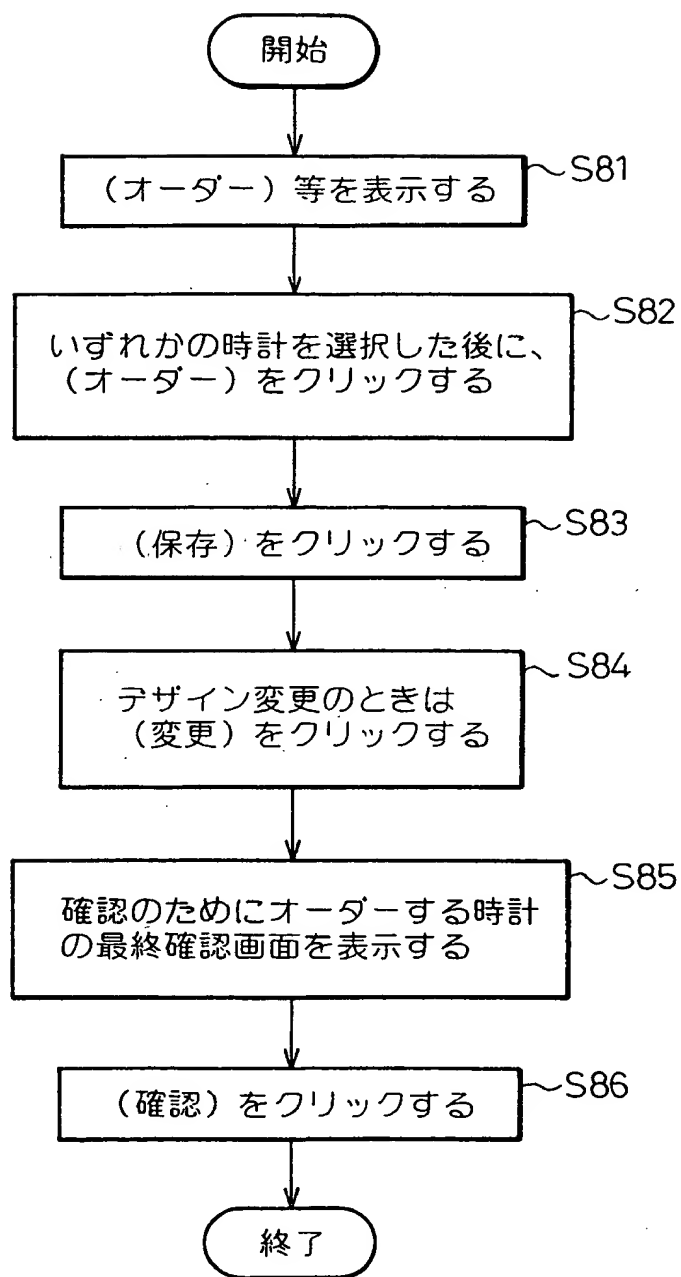 開始
(オーダー)等を表示する
S81
いずれかの時計を選択した後に、
(オーダー)をクリックする
S82
(保存)をクリックする
S83
デザイン変更のときは
(変更)をクリックする
S84
確認のためにオーダーする時計
の最終確認画面を表示する
S85
(確認)をクリックする
S86
終了